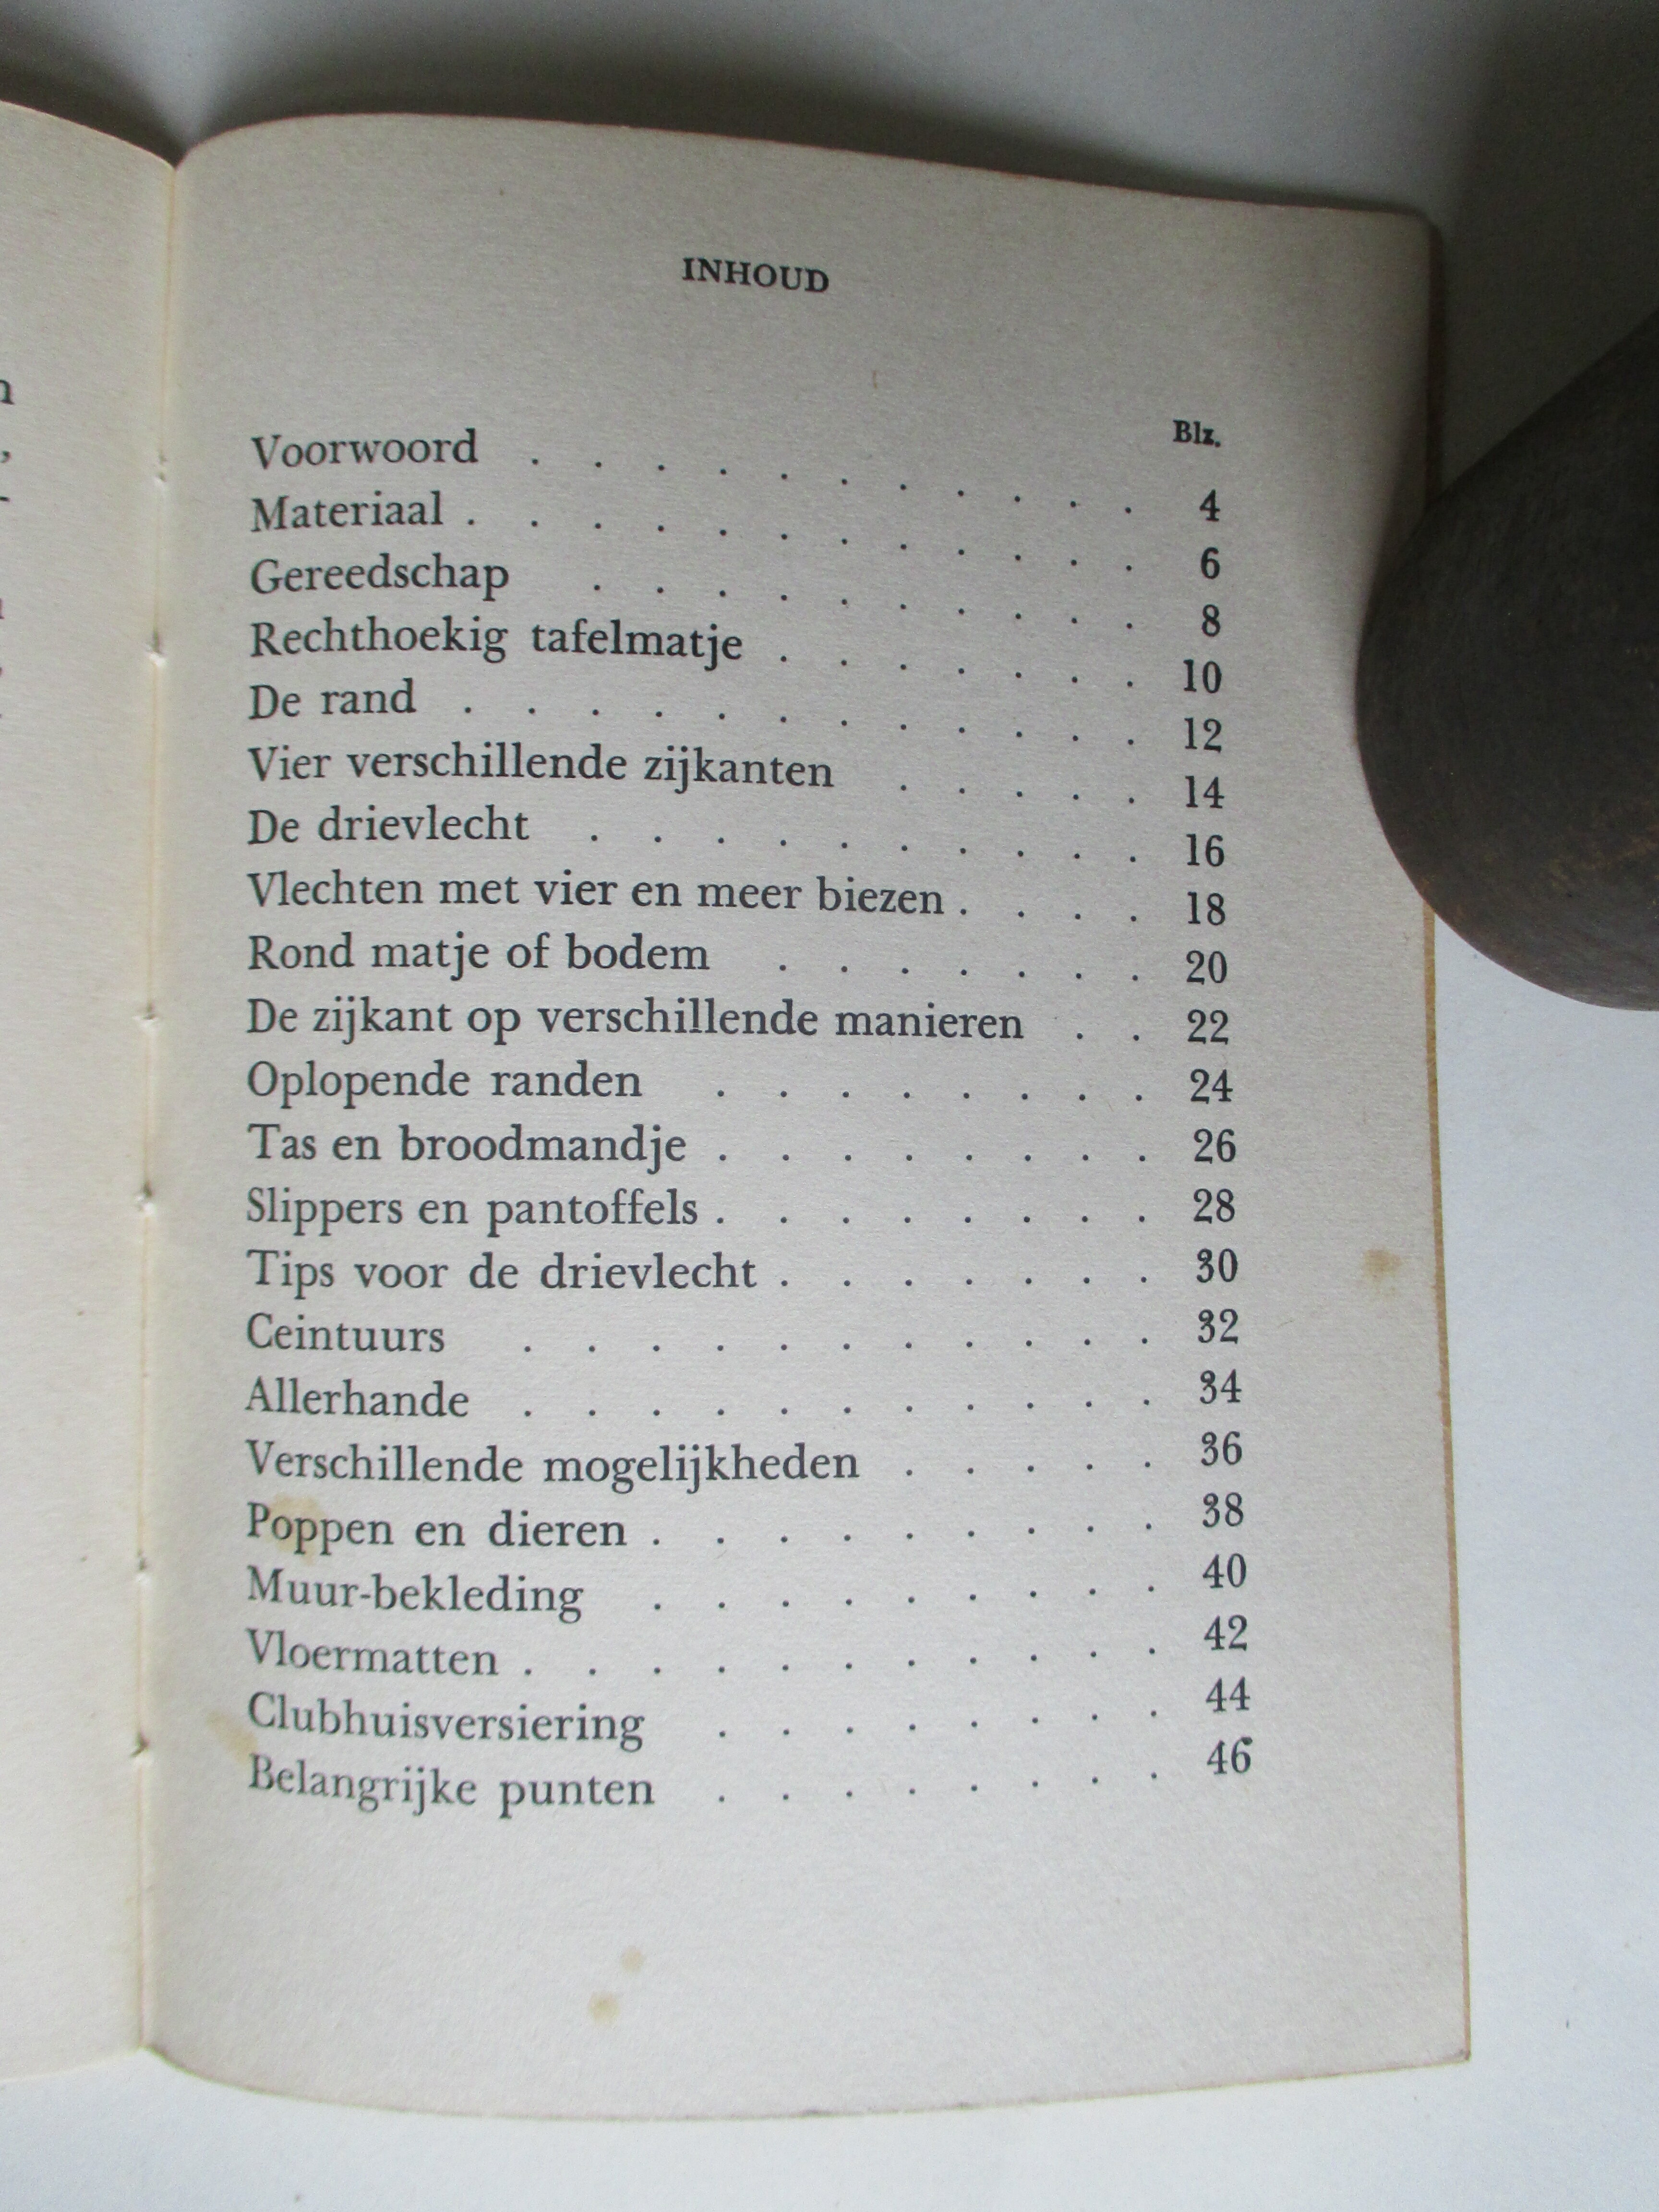 INHOUD
Blz.
Voorwoord . . . . . . . . . . . 4
Materiaal . . . . . . . . . . . . 6
Gereedschap . . . . . . . . . . 8
Rechthoekig tafelmatje . . . . . . . 10
De rand . . . . . . . . . . . . 12
Vier verschillende zijkanten . . . . . 14
De drievlecht . . . . . . . . . . 16
Vlechten met vier en meer biezen . . . . 18
Rond matje of bodem . . . . . . . 20
De zijkant op verschillende manieren . . 22
Oplopende randen . . . . . . . . 24
Tas en broodmandje . . . . . . . . 26
Slippers en pantoffels . . . . . . . . 28
Tips voor de drievlecht . . . . . . . 30
Ceintuurs . . . . . . . . . . . 32
Allerhande . . . . . . . . . . . 34
Verschillende mogelijkheden . . . . . 36
Poppen en dieren . . . . . . . . . 38
Muur-bekleding . . . . . . . . . 40
Vloermatten . . . . . . . . . . . 42
Clubhuisversiering . . . . . . . . 44
Belangrijke punten . . . . . . . . 46